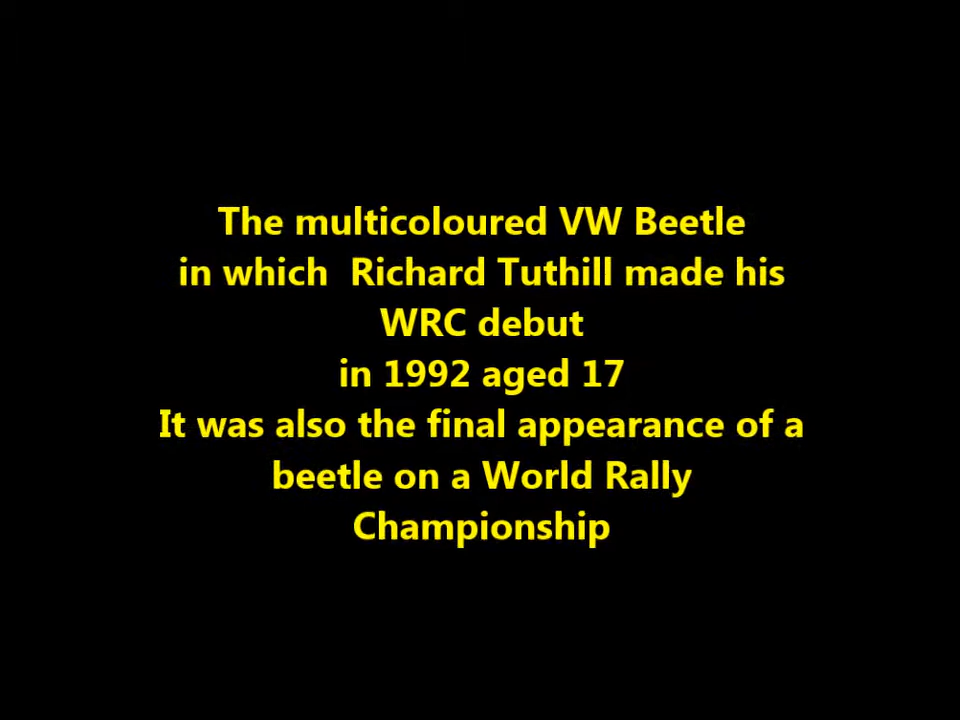 The multicoloured VW Beetle
in which  Richard Tuthill made his
WRC debut
in 1992 aged 17
It was also the final appearance of a
beetle on a World Rally
Championship